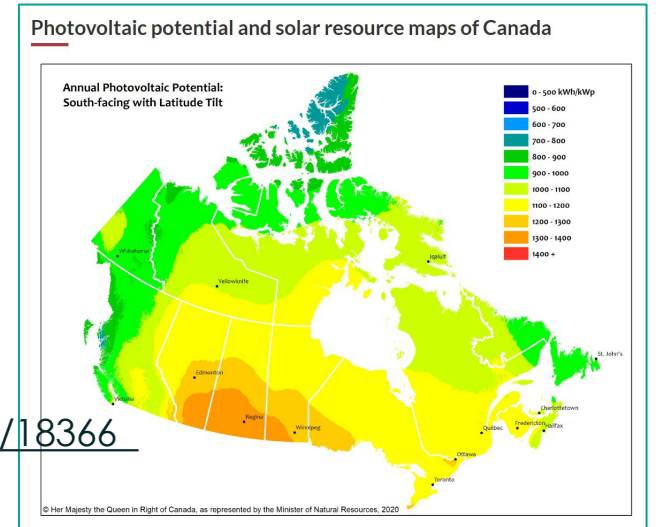 Photovoltaic potential and solar resource maps of Canada
Annual Photovoltaic Potential:
South-facing with Latitude Tilt
0 - 500 kWh/kWp
500 - 600
600 - 700
700 - 800
800 - 900
900 - 1000
1000 - 1100
1100 - 1200
1200 - 1300
1300 - 1400
1400 +
Whitehorse
Yellowknife
Iqaluit
St. John's
Edmonton
Victoria
Regina
Winnipeg
Charlottetown
Fredericton
Halifax
Québec
Ottawa
Toronto
/18366
© Her Majesty the Queen in Right of Canada, as represented by the Minister of Natural Resources, 2020